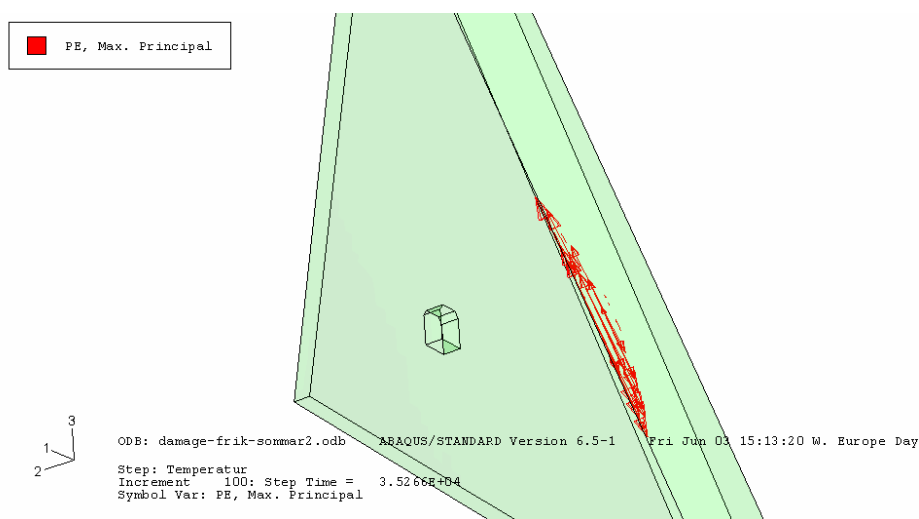 PE, Max. Principal
3
1
2
ODB: damage-frik-sommar2.odb ABAQUS/STANDARD Version 6.5-1 Fri Jun 03 15:13:20 W. Europe Day
Step: Temperatur
Increment 100: Step Time = 3.5266E+04
Symbol Var: PE, Max. Principal